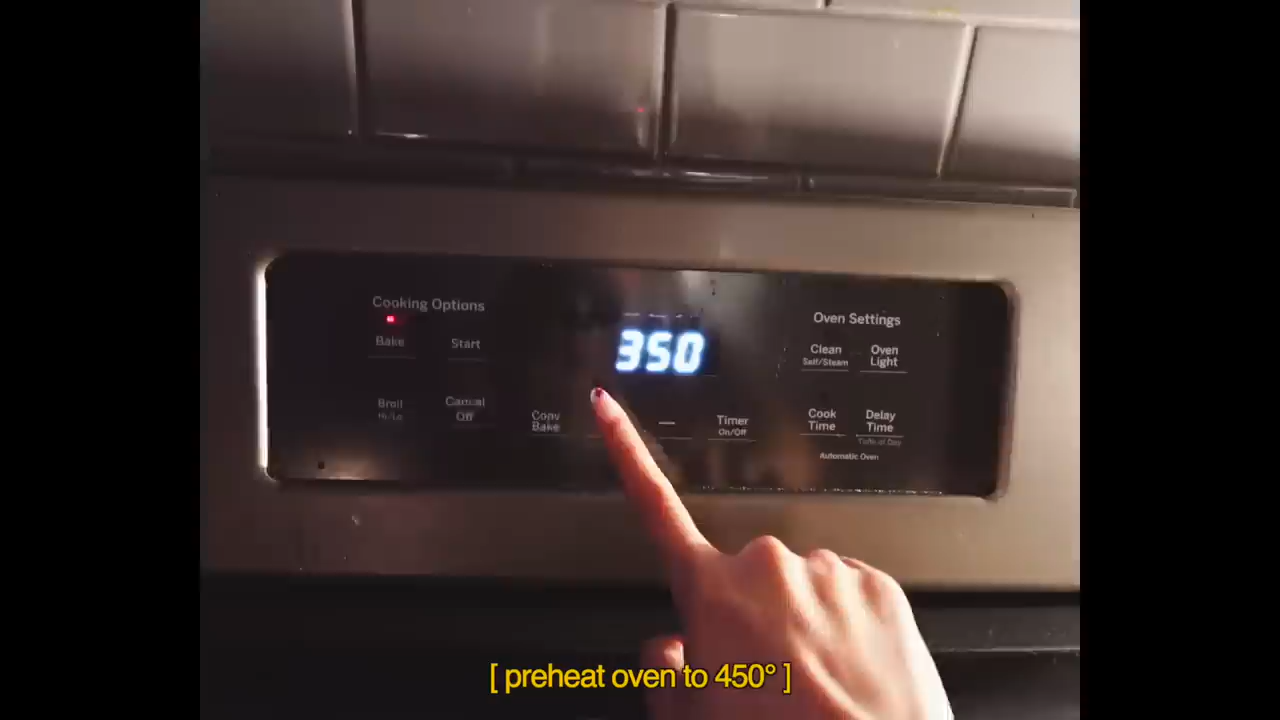 Cooking Options
Bake
Start
Broil
Hi/Lo
Cancel
Off
350
Conv
Bake
—
Timer
On/Off
Oven Settings
Clean
Self/Steam
Oven
Light
Cook
Time
Delay
Time
Time of Day
Automatic Oven
[ preheat oven to 450° ]